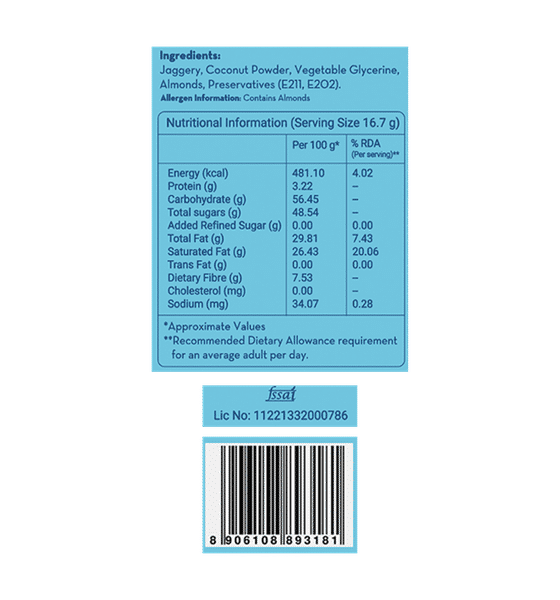 Ingredients:
Jaggery, Coconut Powder, Vegetable Glycerine,
Almonds, Preservatives (E211, E202).
Allergen Information: Contains Almonds
Nutritional Information (Serving Size 16.7 g)
Per 100 g* % RDA
(Per serving)**
Energy (kcal) 481.10 4.02
Protein (g) 3.22 –
Carbohydrate (g) 56.45 –
Total sugars (g) 48.54 –
Added Refined Sugar (g) 0.00 0.00
Total Fat (g) 29.81 7.43
Saturated Fat (g) 26.43 20.06
Trans Fat (g) 0.00 0.00
Dietary Fibre (g) 7.53 –
Cholesterol (mg) 0.00 –
Sodium (mg) 34.07 0.28
*Approximate Values
**Recommended Dietary Allowance requirement
for an average adult per day.
fssai
Lic No: 11221332000786
8 906108 893181